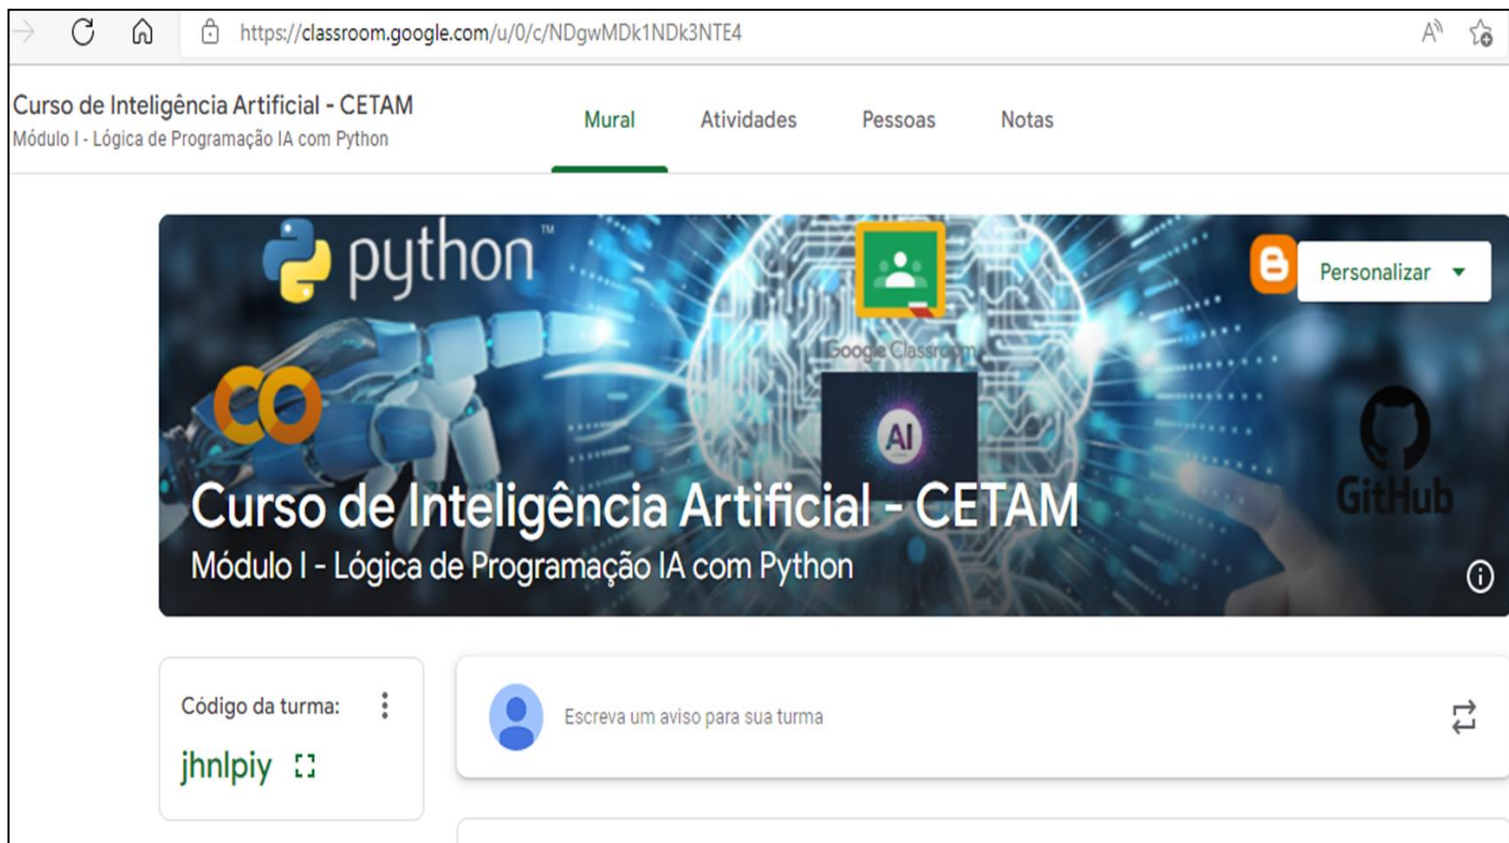 https://classroom.google.com/u/0/c/NDgwMDk1NDk3NTE4
Curso de Inteligência Artificial - CETAM
Módulo I - Lógica de Programação IA com Python
Mural
Atividades
Pessoas
Notas
python™
Personalizar
Google Classroom
AI
GitHub
Curso de Inteligência Artificial - CETAM
Módulo I - Lógica de Programação IA com Python
Código da turma:
jhnlpiy
Escreva um aviso para sua turma